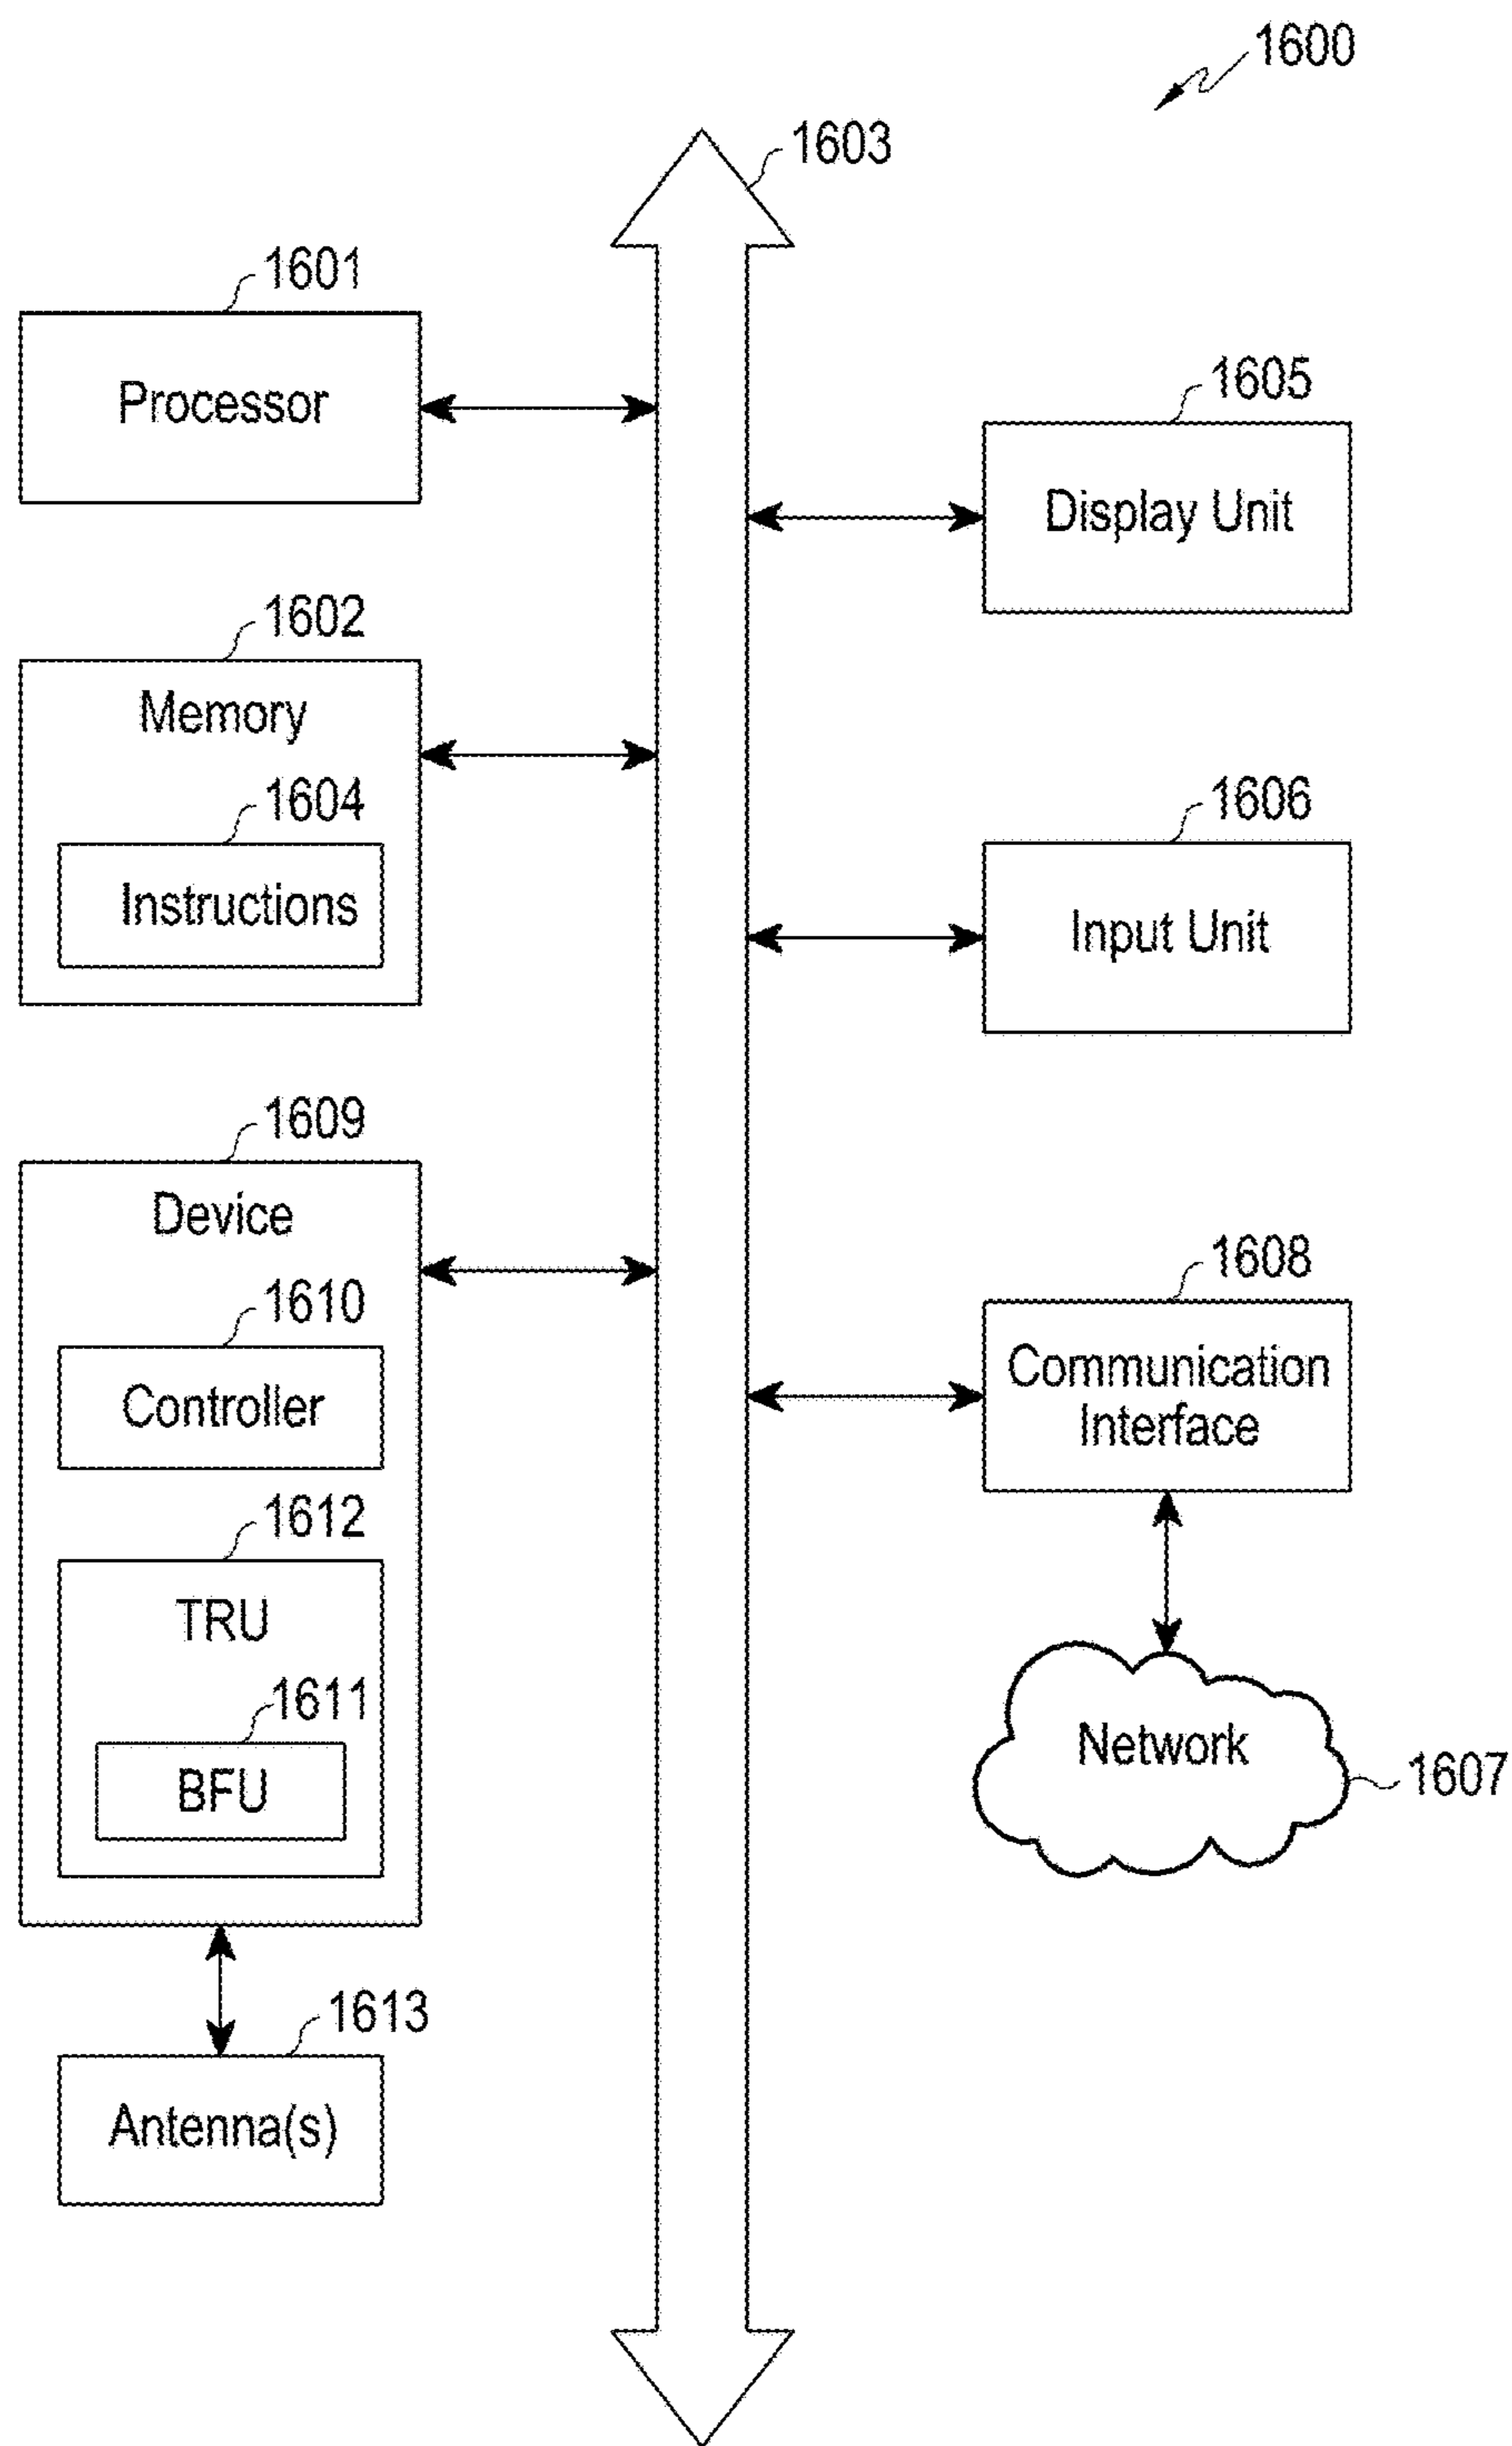 1600
1603
1601
Processor
1605
Display Unit
1602
Memory
1604
Instructions
1606
Input Unit
1609
Device
1610
Controller
1608
Communication
Interface
1612
TRU
1611
BFU
Network
1607
1613
Antenna(s)